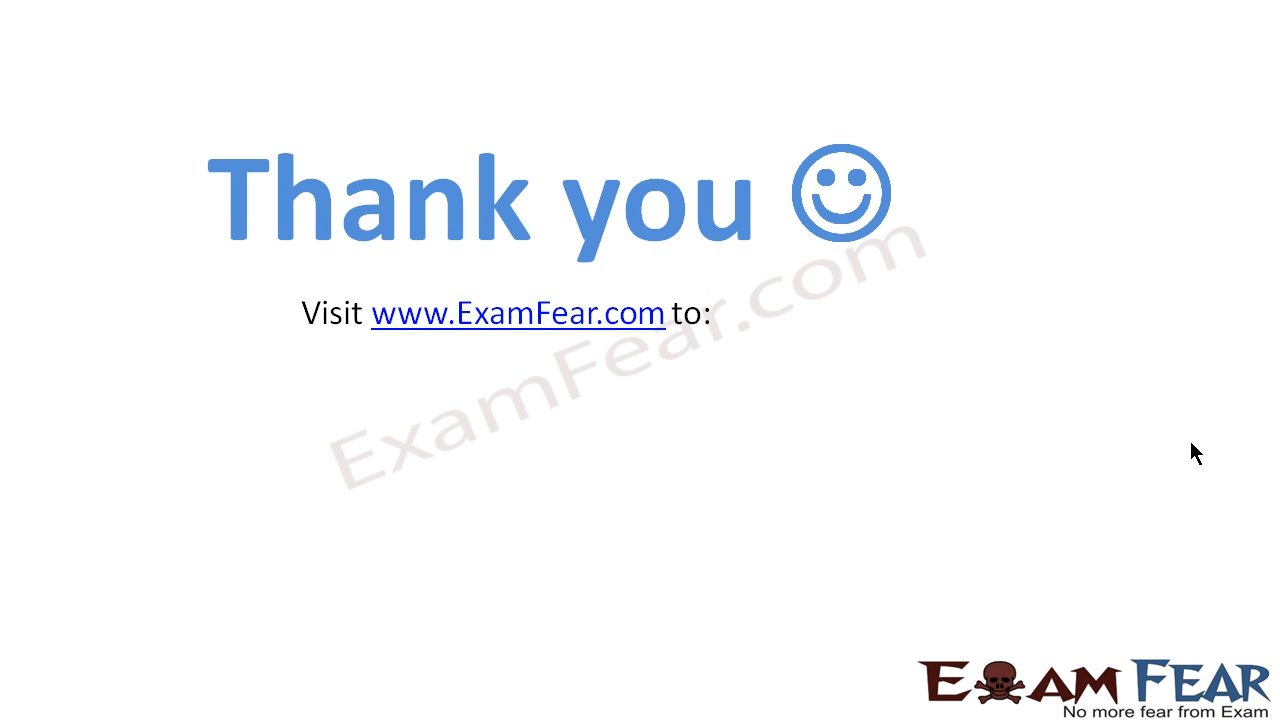 Thank you ☺
Visit www.ExamFear.com to:
ExamFear.com
EXAM FEAR
No more fear from Exam